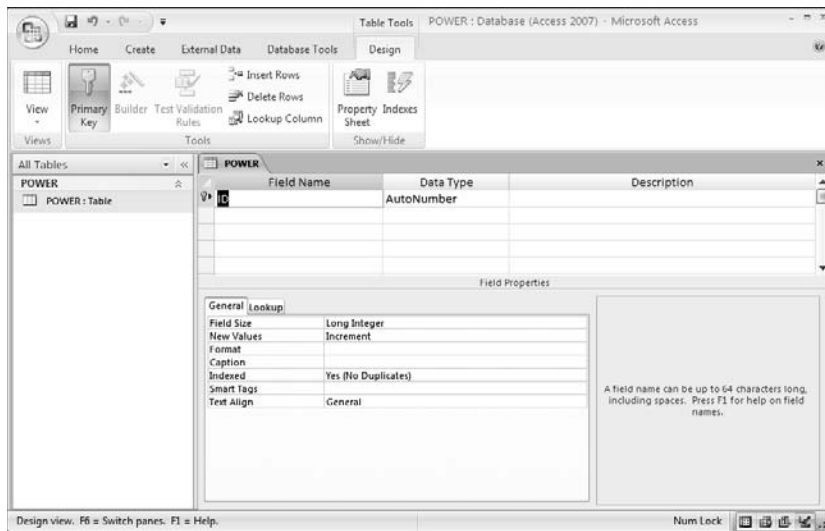 Table Tools POWER : Database (Access 2007) - Microsoft Access
Home Create External Data Database Tools Design
View Primary Key Builder Test Validation Rules Insert Rows Delete Rows Lookup Column Property Sheet Indexes
Views Tools Show/Hide
All Tables POWER
POWER Field Name Data Type Description
POWER : Table ID AutoNumber
Field Properties
General Lookup
Field Size Long Integer
New Values Increment
Format
Caption
Indexed Yes (No Duplicates)
Smart Tags
Text Align General
A field name can be up to 64 characters long,
including spaces. Press F1 for help on field
names.
Design view. F6 = Switch panes. F1 = Help. Num Lock